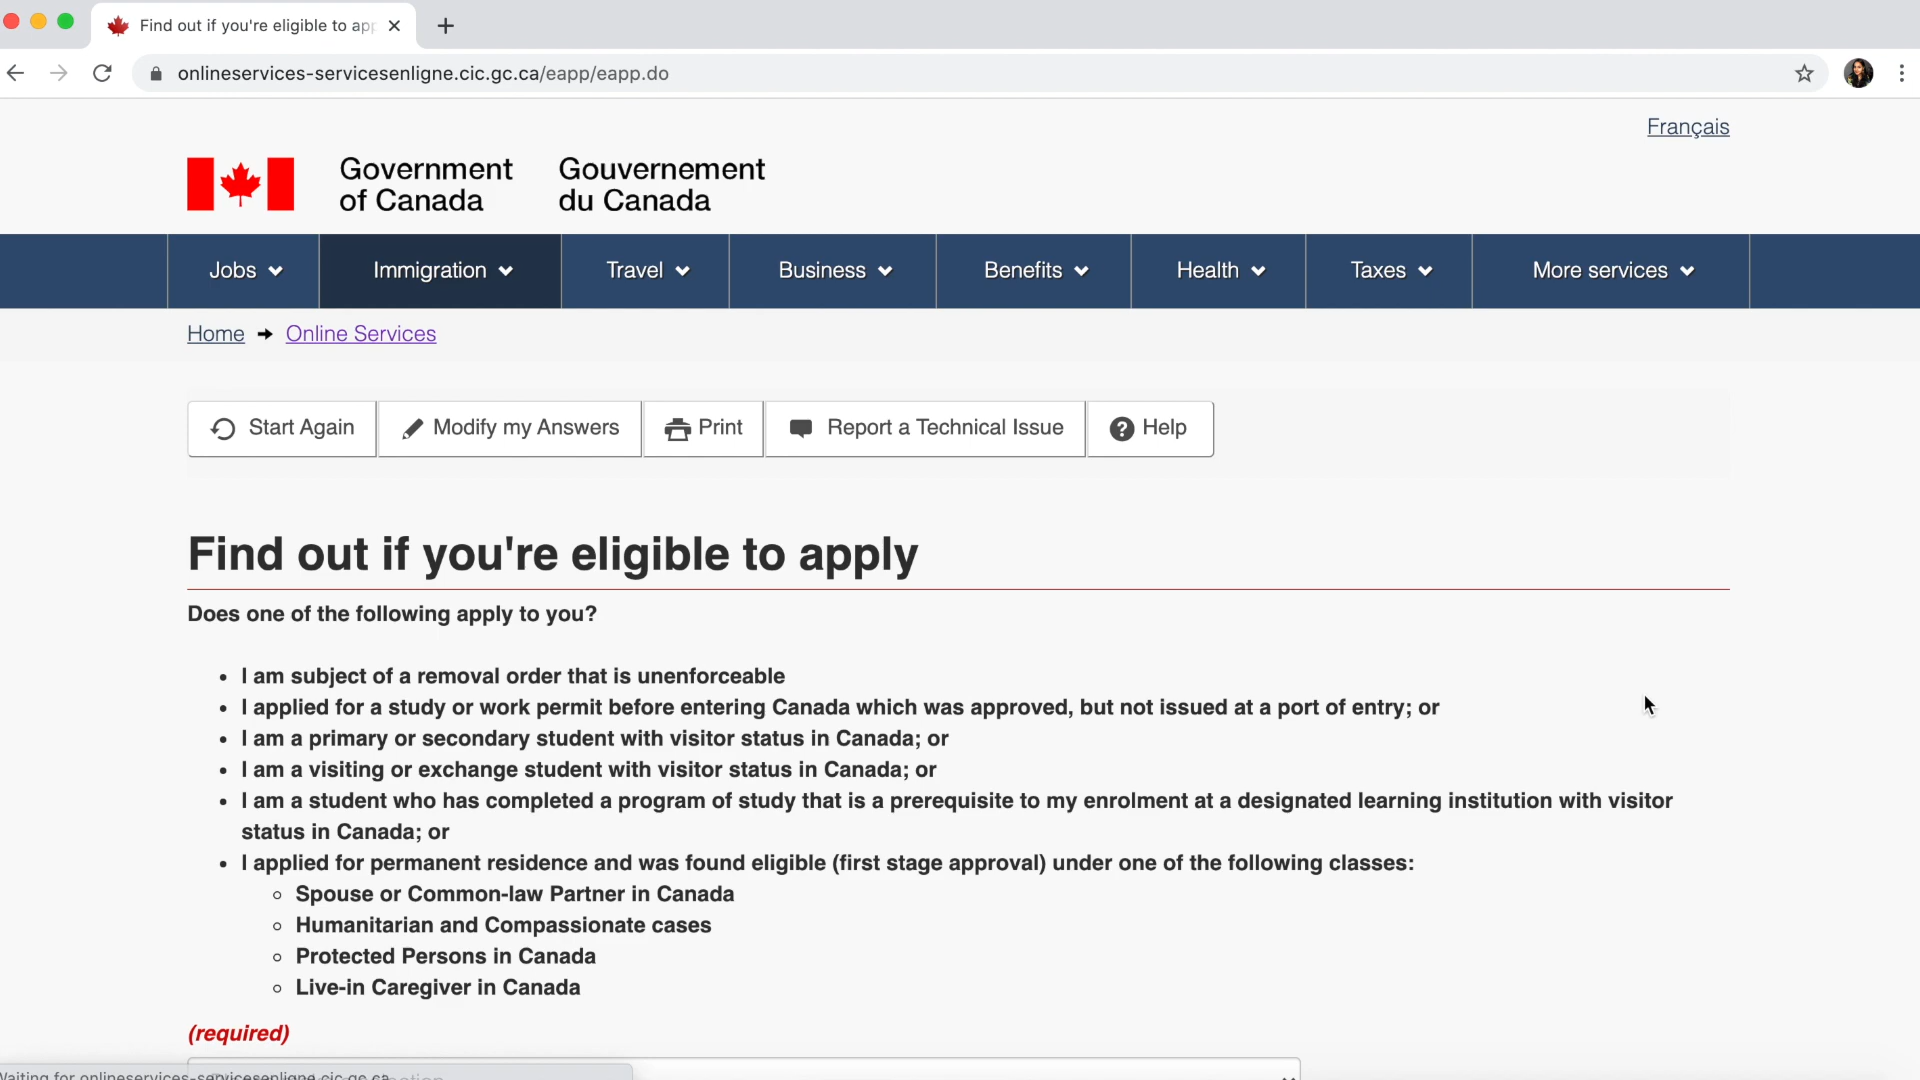 Find out if you're eligible to app
onlineservices-servicesenligne.cic.gc.ca/eapp/eapp.do
Français
Government Gouvernement
of Canada du Canada
Jobs Immigration Travel Business Benefits Health Taxes More services
Home Online Services
Start Again Modify my Answers Print Report a Technical Issue Help
Find out if you're eligible to apply
Does one of the following apply to you?
• I am subject of a removal order that is unenforceable
• I applied for a study or work permit before entering Canada which was approved, but not issued at a port of entry; or
• I am a primary or secondary student with visitor status in Canada; or
• I am a visiting or exchange student with visitor status in Canada; or
• I am a student who has completed a program of study that is a prerequisite to my enrolment at a designated learning institution with visitor
status in Canada; or
• I applied for permanent residence and was found eligible (first stage approval) under one of the following classes:
Spouse or Common-law Partner in Canada
Humanitarian and Compassionate cases
Protected Persons in Canada
Live-in Caregiver in Canada
(required)
for onlineservices-servicesenligne.cic.gc.ca